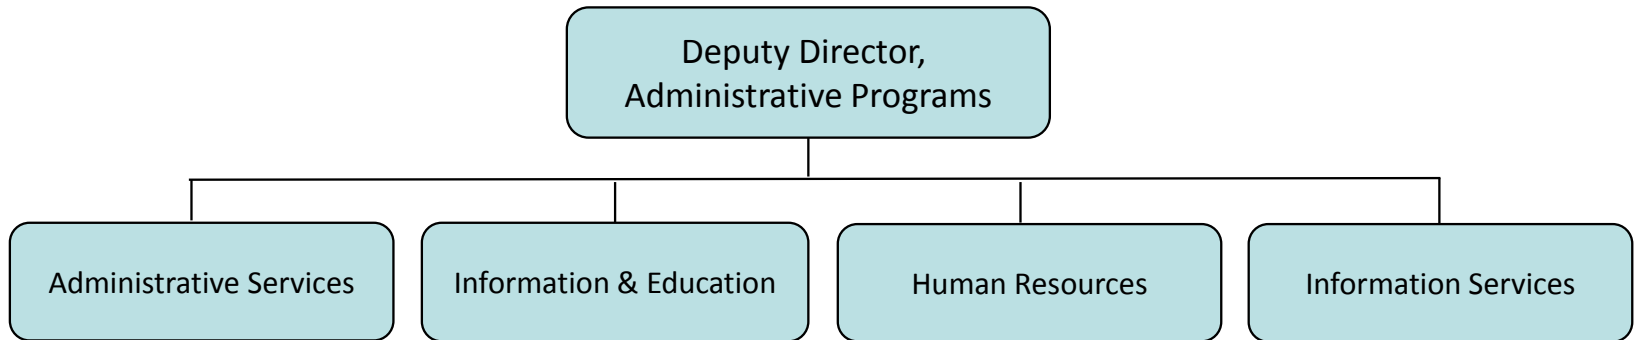 Deputy Director,
Administrative Programs
Administrative Services
Information & Education
Human Resources
Information Services